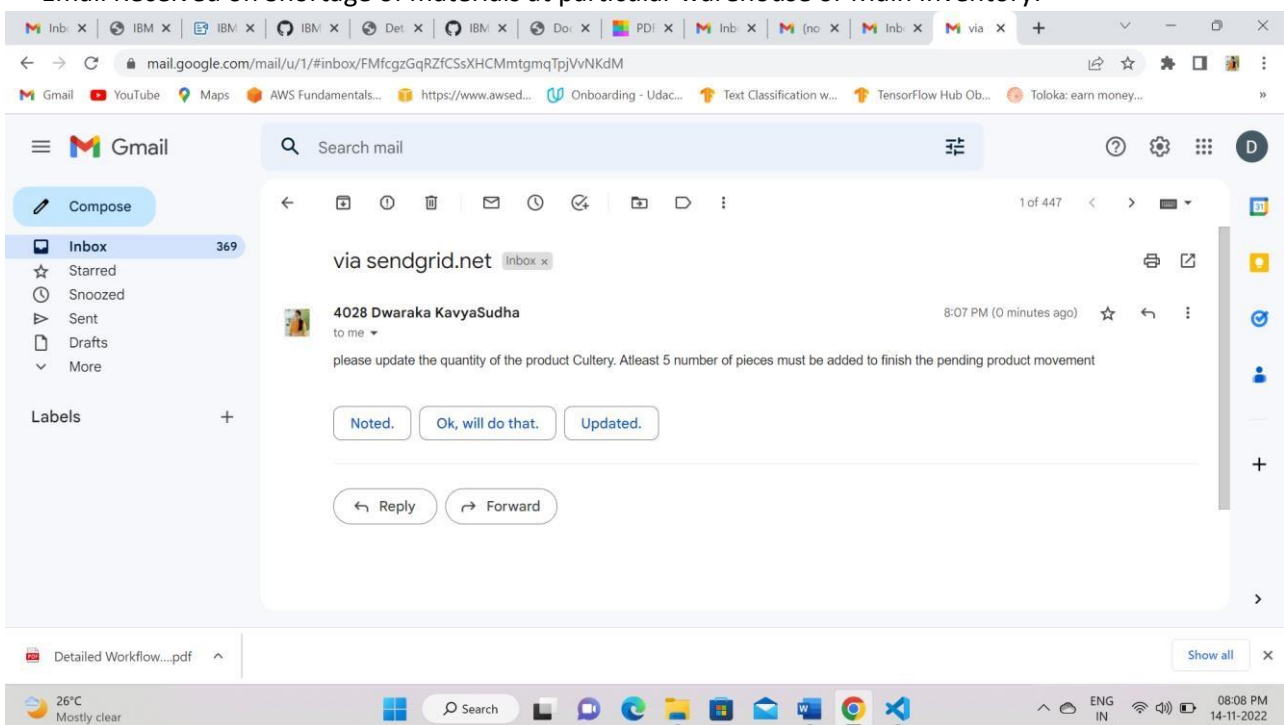 Email Received on Shortage of materials at particular warehouse or main inventory:
Inb IBM IBM IBM Det IBM Doc PDF Inb (no Inb via
mail.google.com/mail/u/1/#inbox/FMfcgzGqRZfCSsXHCMmtgmqTpjVvNKdM
Gmail YouTube Maps AWS Fundamentals... https://www.awsed... Onboarding - Udac... Text Classification w... TensorFlow Hub Ob... Toloka: earn money... »
Gmail
Search mail
D
Compose
1 of 447
31
Inbox 369
Starred
Snoozed
Sent
Drafts
More
Labels +
via sendgrid.net Inbox x
4028 Dwaraka KavyaSudha 8:07 PM (0 minutes ago)
to me
please update the quantity of the product Cultery. Atleast 5 number of pieces must be added to finish the pending product movement
Noted. Ok, will do that. Updated.
Reply Forward
Detailed Workflow....pdf
Show all
26°C
Mostly clear
Search
ENG
IN
08:08 PM
14-11-2022